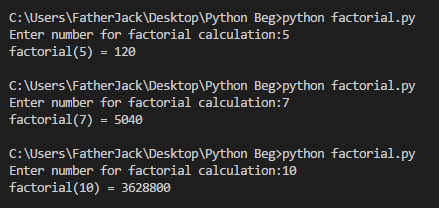 C:\Users\FatherJack\Desktop\Python Beg>python factorial.py
Enter number for factorial calculation:5
factorial(5) = 120
C:\Users\FatherJack\Desktop\Python Beg>python factorial.py
Enter number for factorial calculation:7
factorial(7) = 5040
C:\Users\FatherJack\Desktop\Python Beg>python factorial.py
Enter number for factorial calculation:10
factorial(10) = 3628800